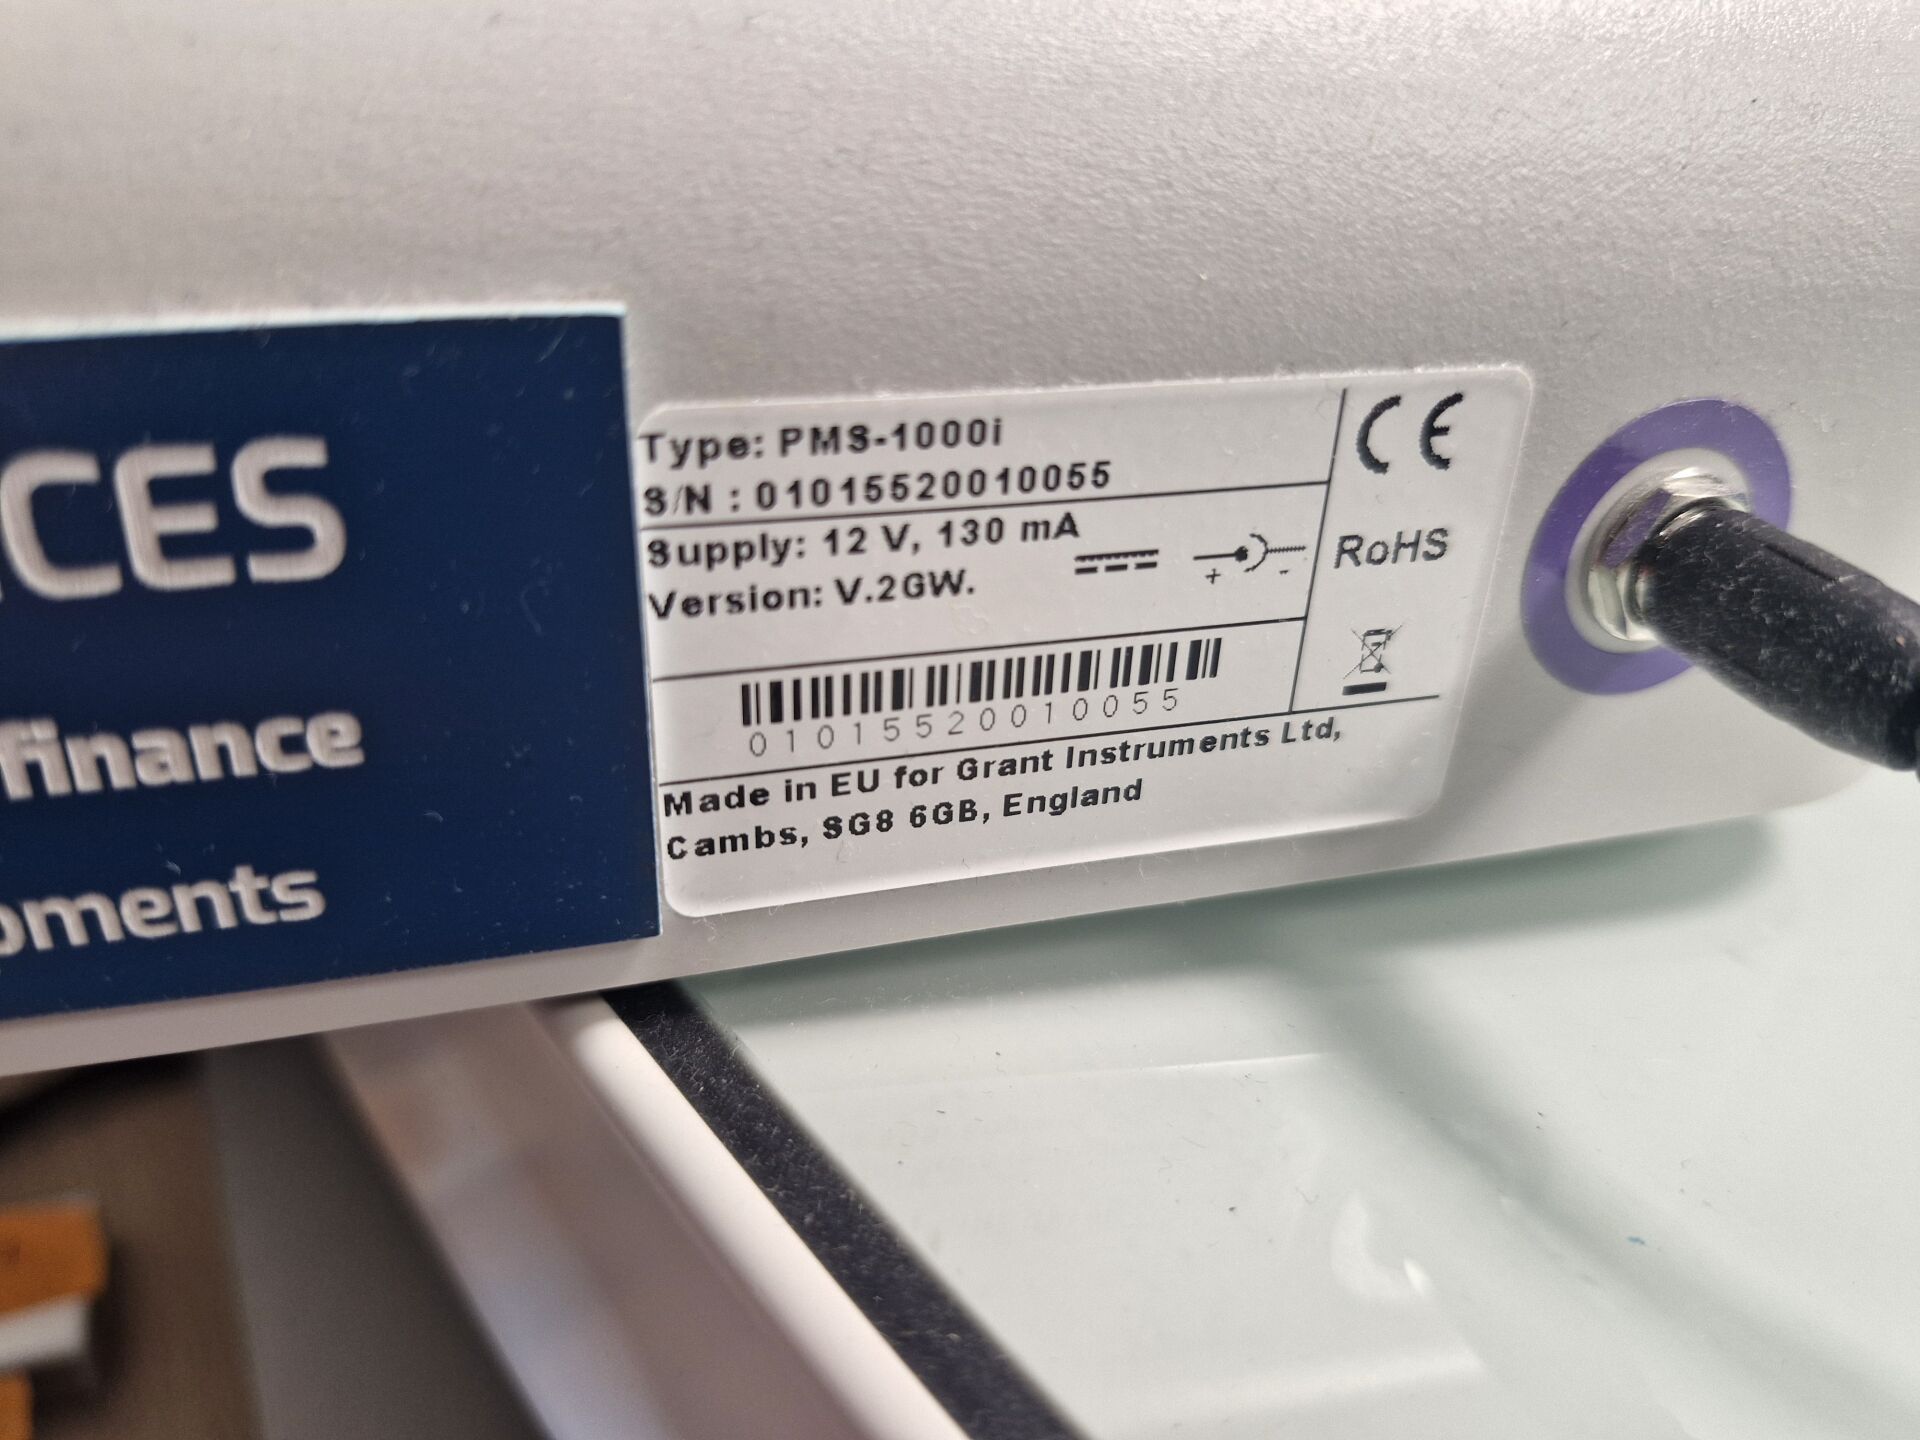 CES
finance
ments
Type: PMS-1000i
S/N : 01015520010055
Supply: 12 V, 130 mA
Version: V.2GW.
+ -
CE
RoHS
01015520010055
Made in EU for Grant Instruments Ltd,
Cambs, SG8 6GB, England